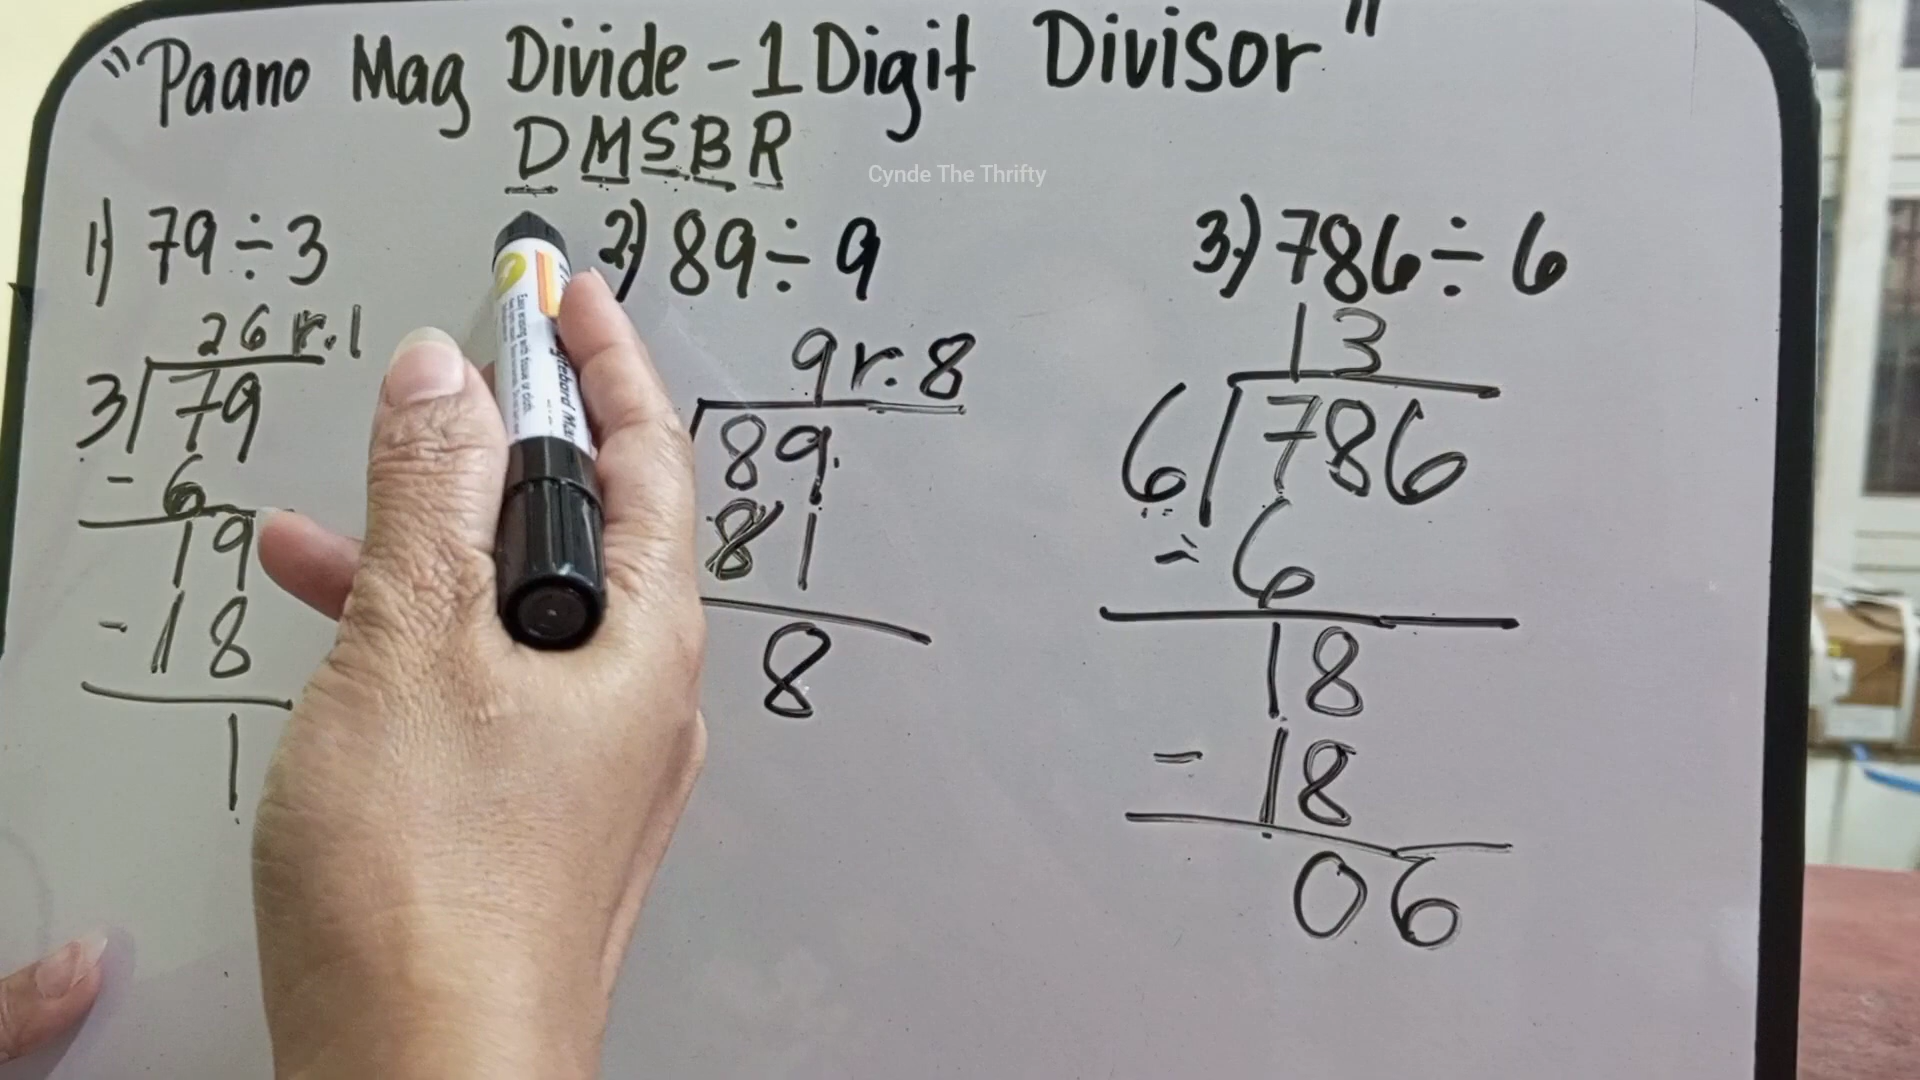 "Paano Mag Divide - 1 Digit Divisor"
D M S B R
Cynde The Thrifty
1) 79 ÷ 3
26 r. 1
3 79
- 6
19
- 18
1
2) 89 ÷ 9
9 r. 8
89
81
8
3) 786 ÷ 6
13
6 786
- 6
18
- 18
06